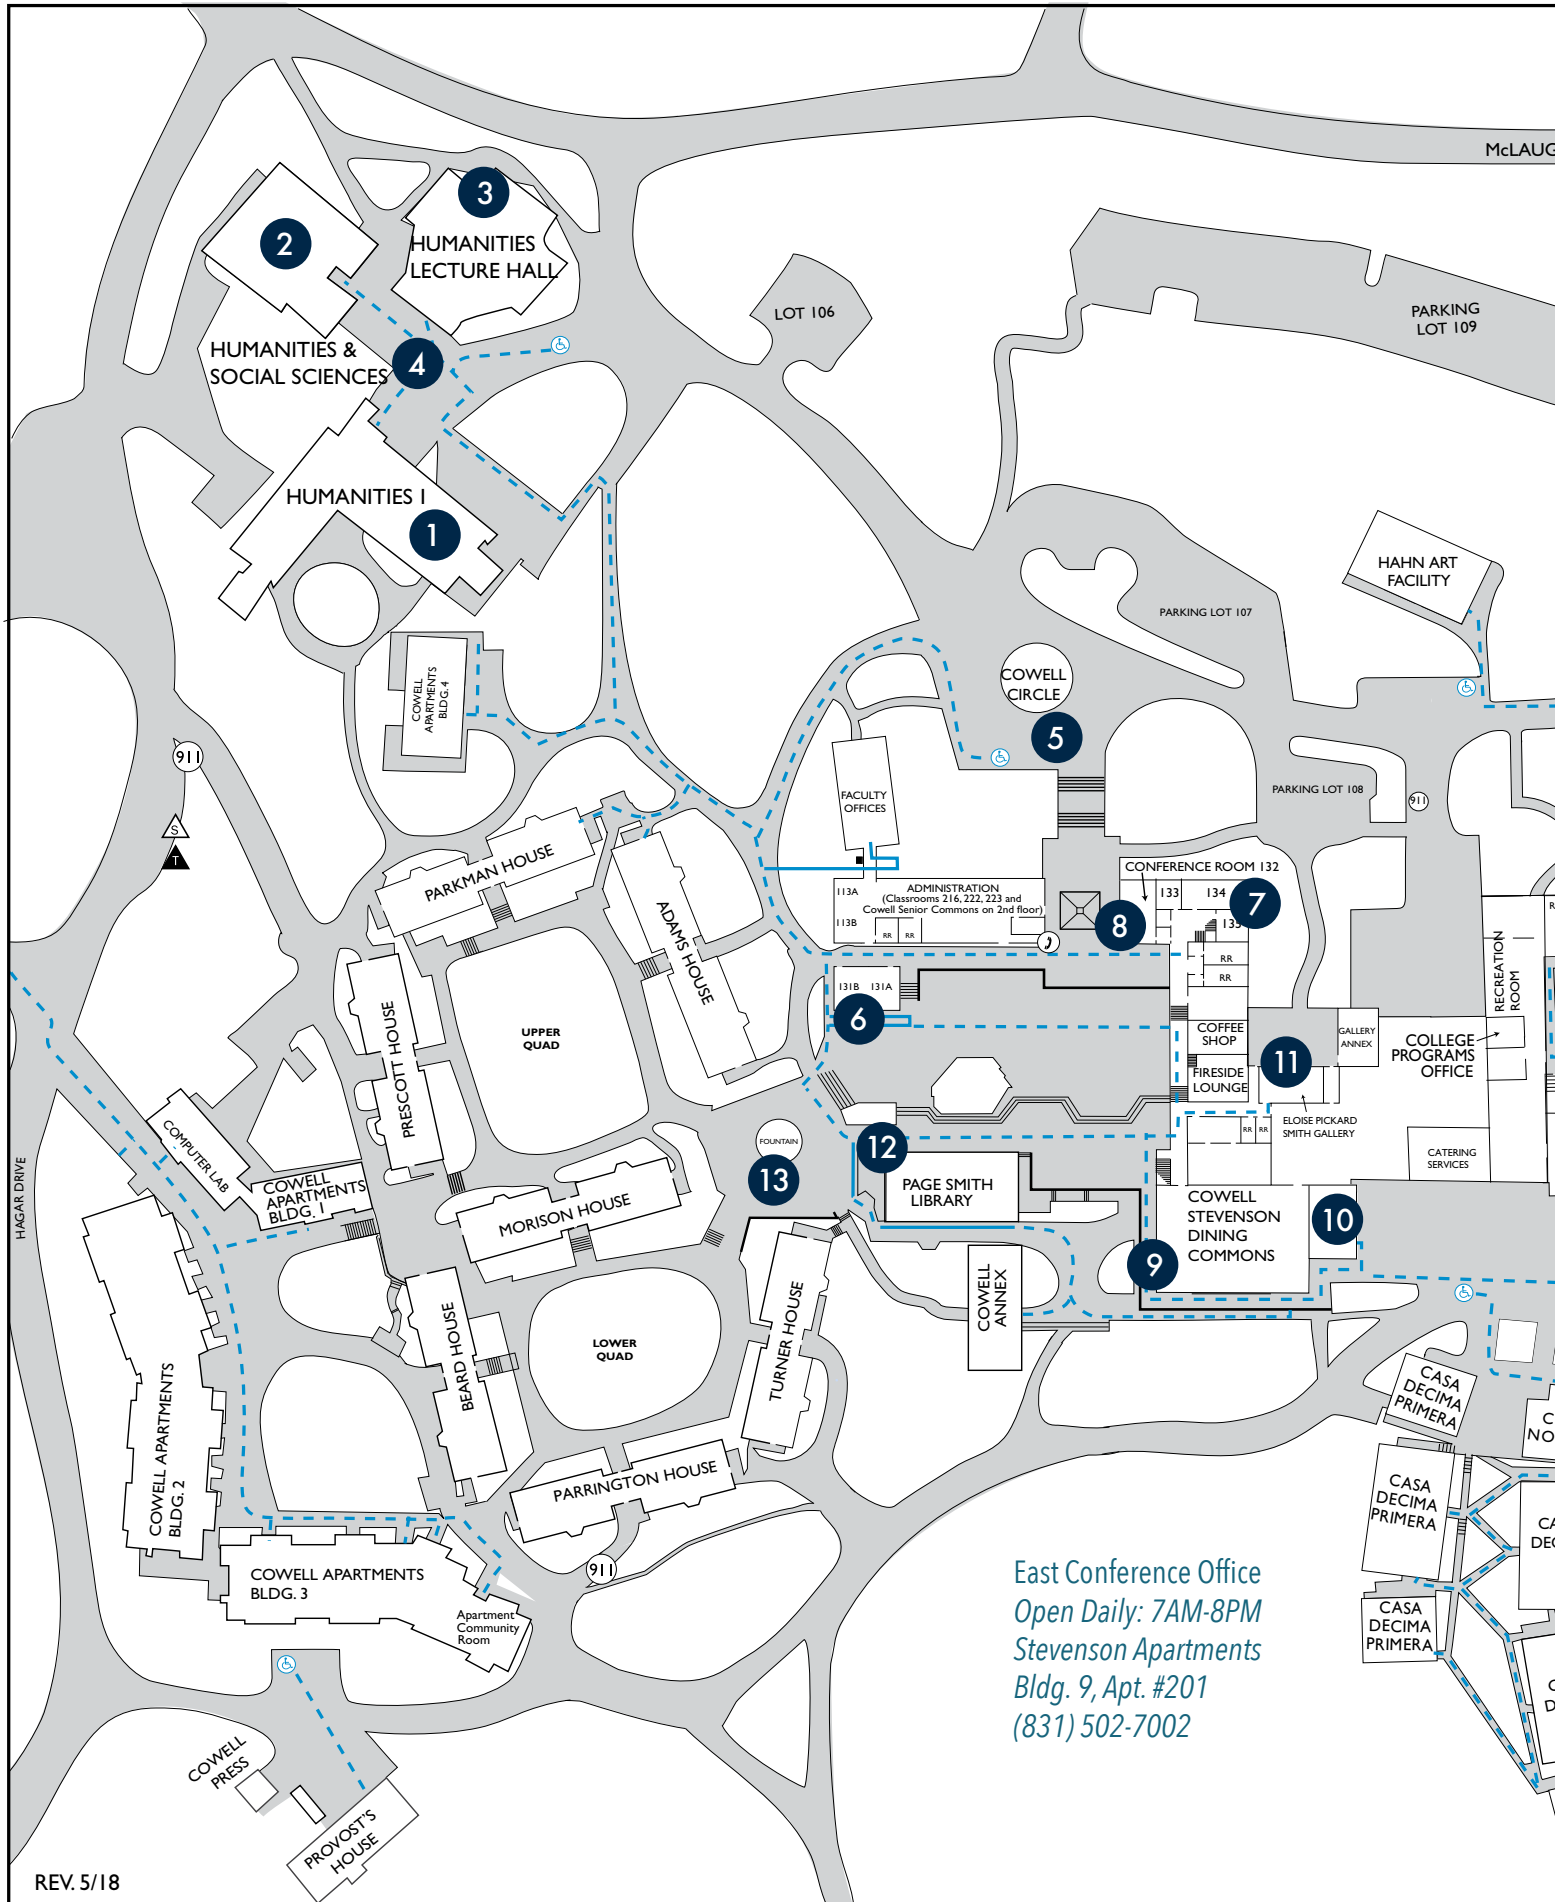 McLAUG
3
HUMANITIES
LECTURE HALL
2
LOT 106
PARKING
LOT 109
HUMANITIES &
SOCIAL SCIENCES
4
HUMANITIES I
1
HAHN ART
FACILITY
PARKING LOT 107
COWELL
CIRCLE
5
COWELL
APARTMENTS
BLDG. 4
911
S
T
FACULTY
OFFICES
PARKING LOT 108
911
PARKMAN HOUSE
ADAMS HOUSE
CONFERENCE ROOM 132
113A
113B
ADMINISTRATION
(Classrooms 216, 222, 223 and
Cowell Senior Commons on 2nd floor)
RR
RR
133
134
135
7
8
RR
RR
RECREATION
ROOM
R
131B
131A
6
PRESCOTT HOUSE
UPPER
QUAD
COFFEE
SHOP
FIRESIDE
LOUNGE
11
GALLERY
ANNEX
COLLEGE
PROGRAMS
OFFICE
ELOISE PICKARD
SMITH GALLERY
RR
RR
CATERING
SERVICES
COMPUTER LAB
FOUNTAIN
13
12
PAGE SMITH
LIBRARY
COWELL
STEVENSON
DINING
COMMONS
10
9
HAGAR DRIVE
COWELL
APARTMENTS
BLDG. 1
MORISON HOUSE
COWELL
ANNEX
TURNER HOUSE
BEARD HOUSE
LOWER
QUAD
COWELL APARTMENTS
BLDG. 2
PARRINGTON HOUSE
CASA
DECIMA
PRIMERA
C
NO
CASA
DECIMA
PRIMERA
CA
DEC
CASA
DECIMA
PRIMERA
C
D
911
COWELL APARTMENTS
BLDG. 3
Apartment
Community
Room
East Conference Office
Open Daily: 7AM-8PM
Stevenson Apartments
Bldg. 9, Apt. #201
(831) 502-7002
COWELL
PRESS
PROVOST'S
HOUSE
REV. 5/18